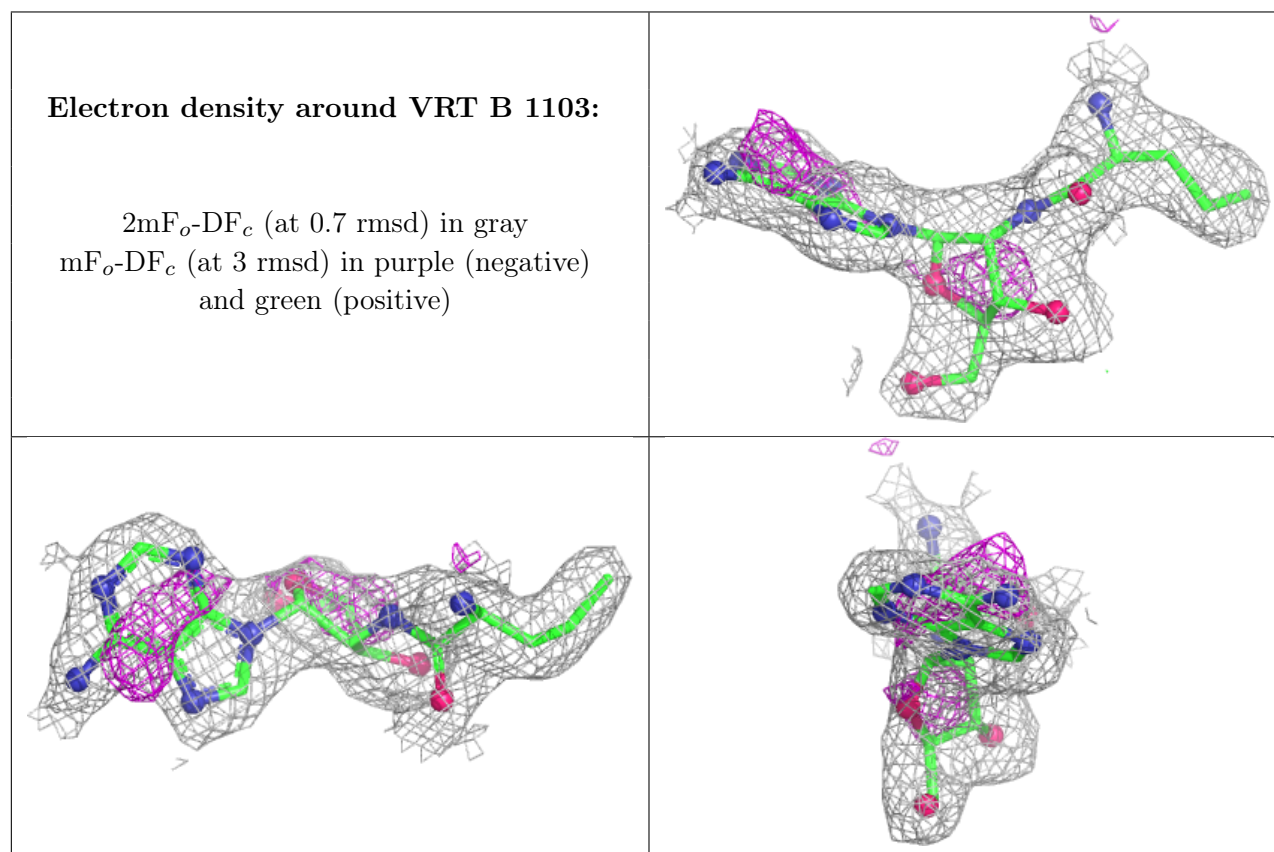 Electron density around VRT B 1103:
2mFₒ-DF𝑐 (at 0.7 rmsd) in gray
mFₒ-DF𝑐 (at 3 rmsd) in purple (negative)
and green (positive)